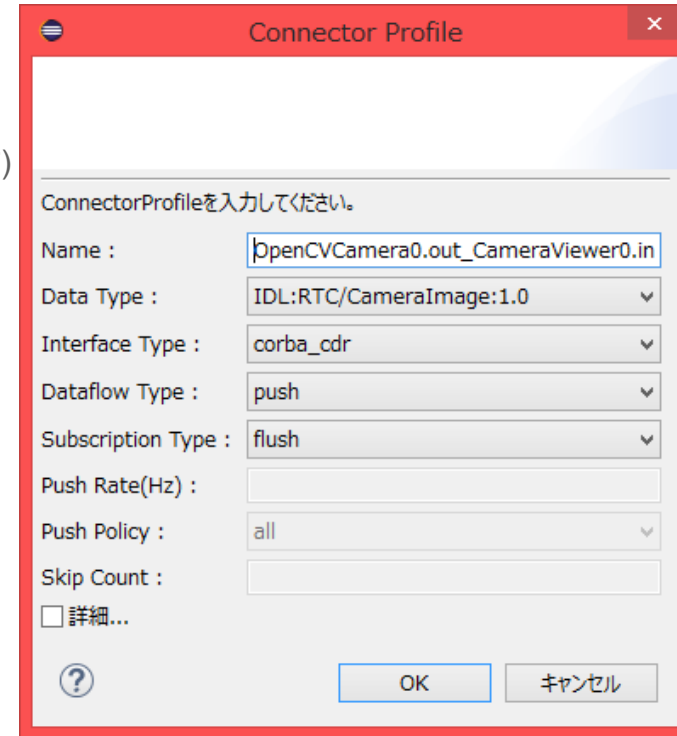 Connector Profile
)
ConnectorProfileを入力してください。
Name : OpenCVCamera0.out_CameraViewer0.in
Data Type : IDL:RTC/CameraImage:1.0
Interface Type : corba_cdr
Dataflow Type : push
Subscription Type : flush
Push Rate(Hz) :
Push Policy : all
Skip Count :
詳細...
OK キャンセル